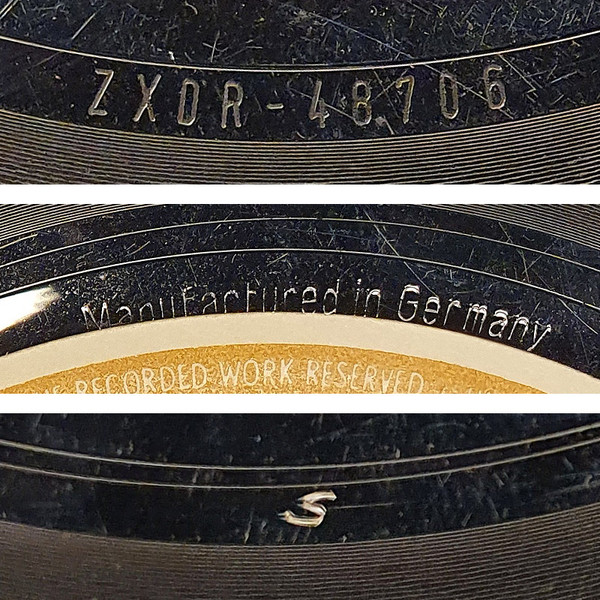 ZXDR-48706
Manufactured in Germany
RECORDED WORK RESERVED
S